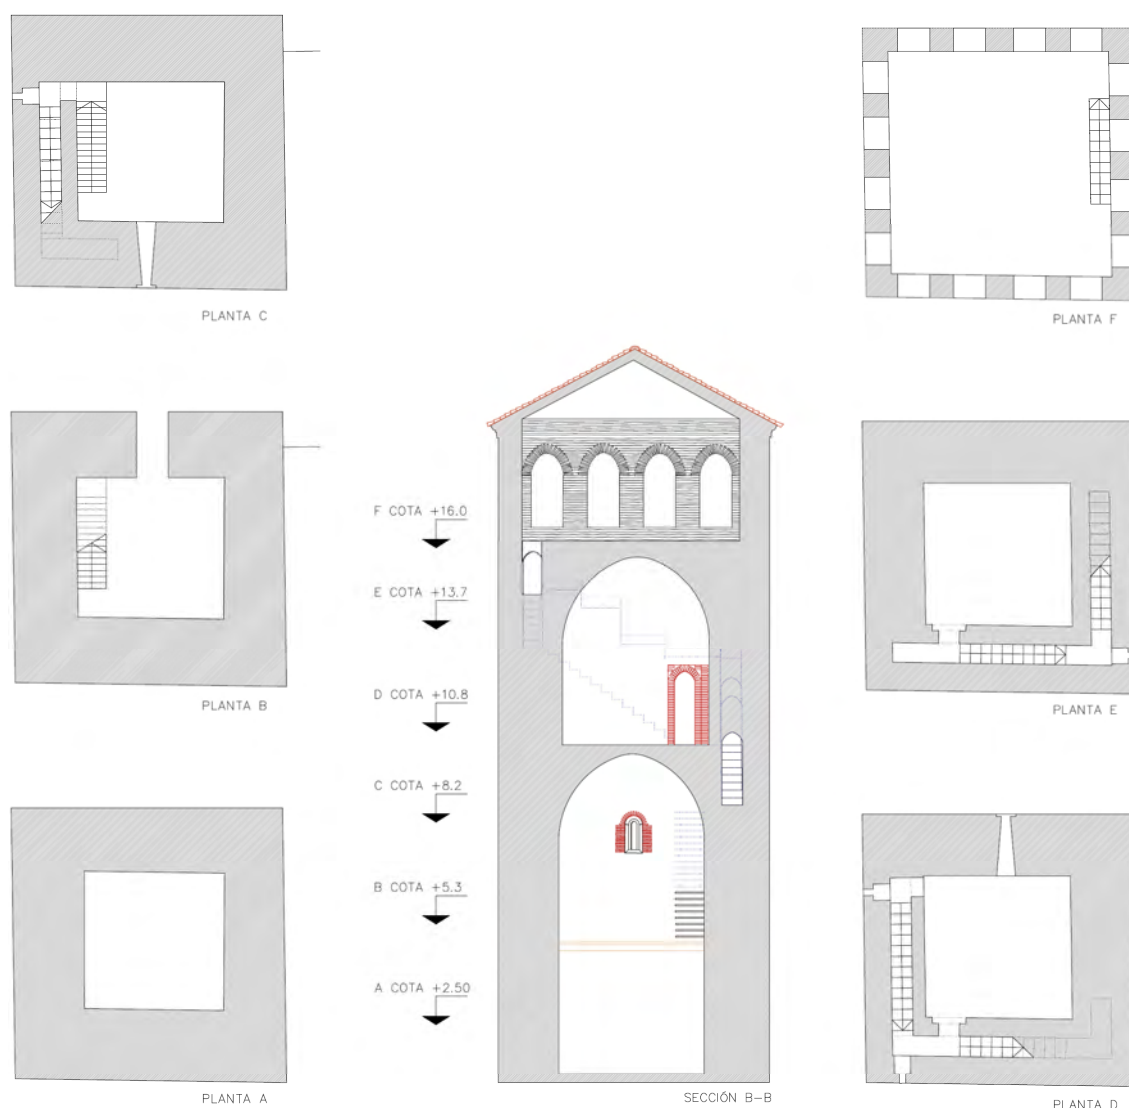 PLANTA C
PLANTA F
F COTA +16.0
E COTA +13.7
PLANTA B
D COTA +10.8
PLANTA E
C COTA +8.2
B COTA +5.3
A COTA +2.50
PLANTA A
SECCIÓN B-B
PLANTA D